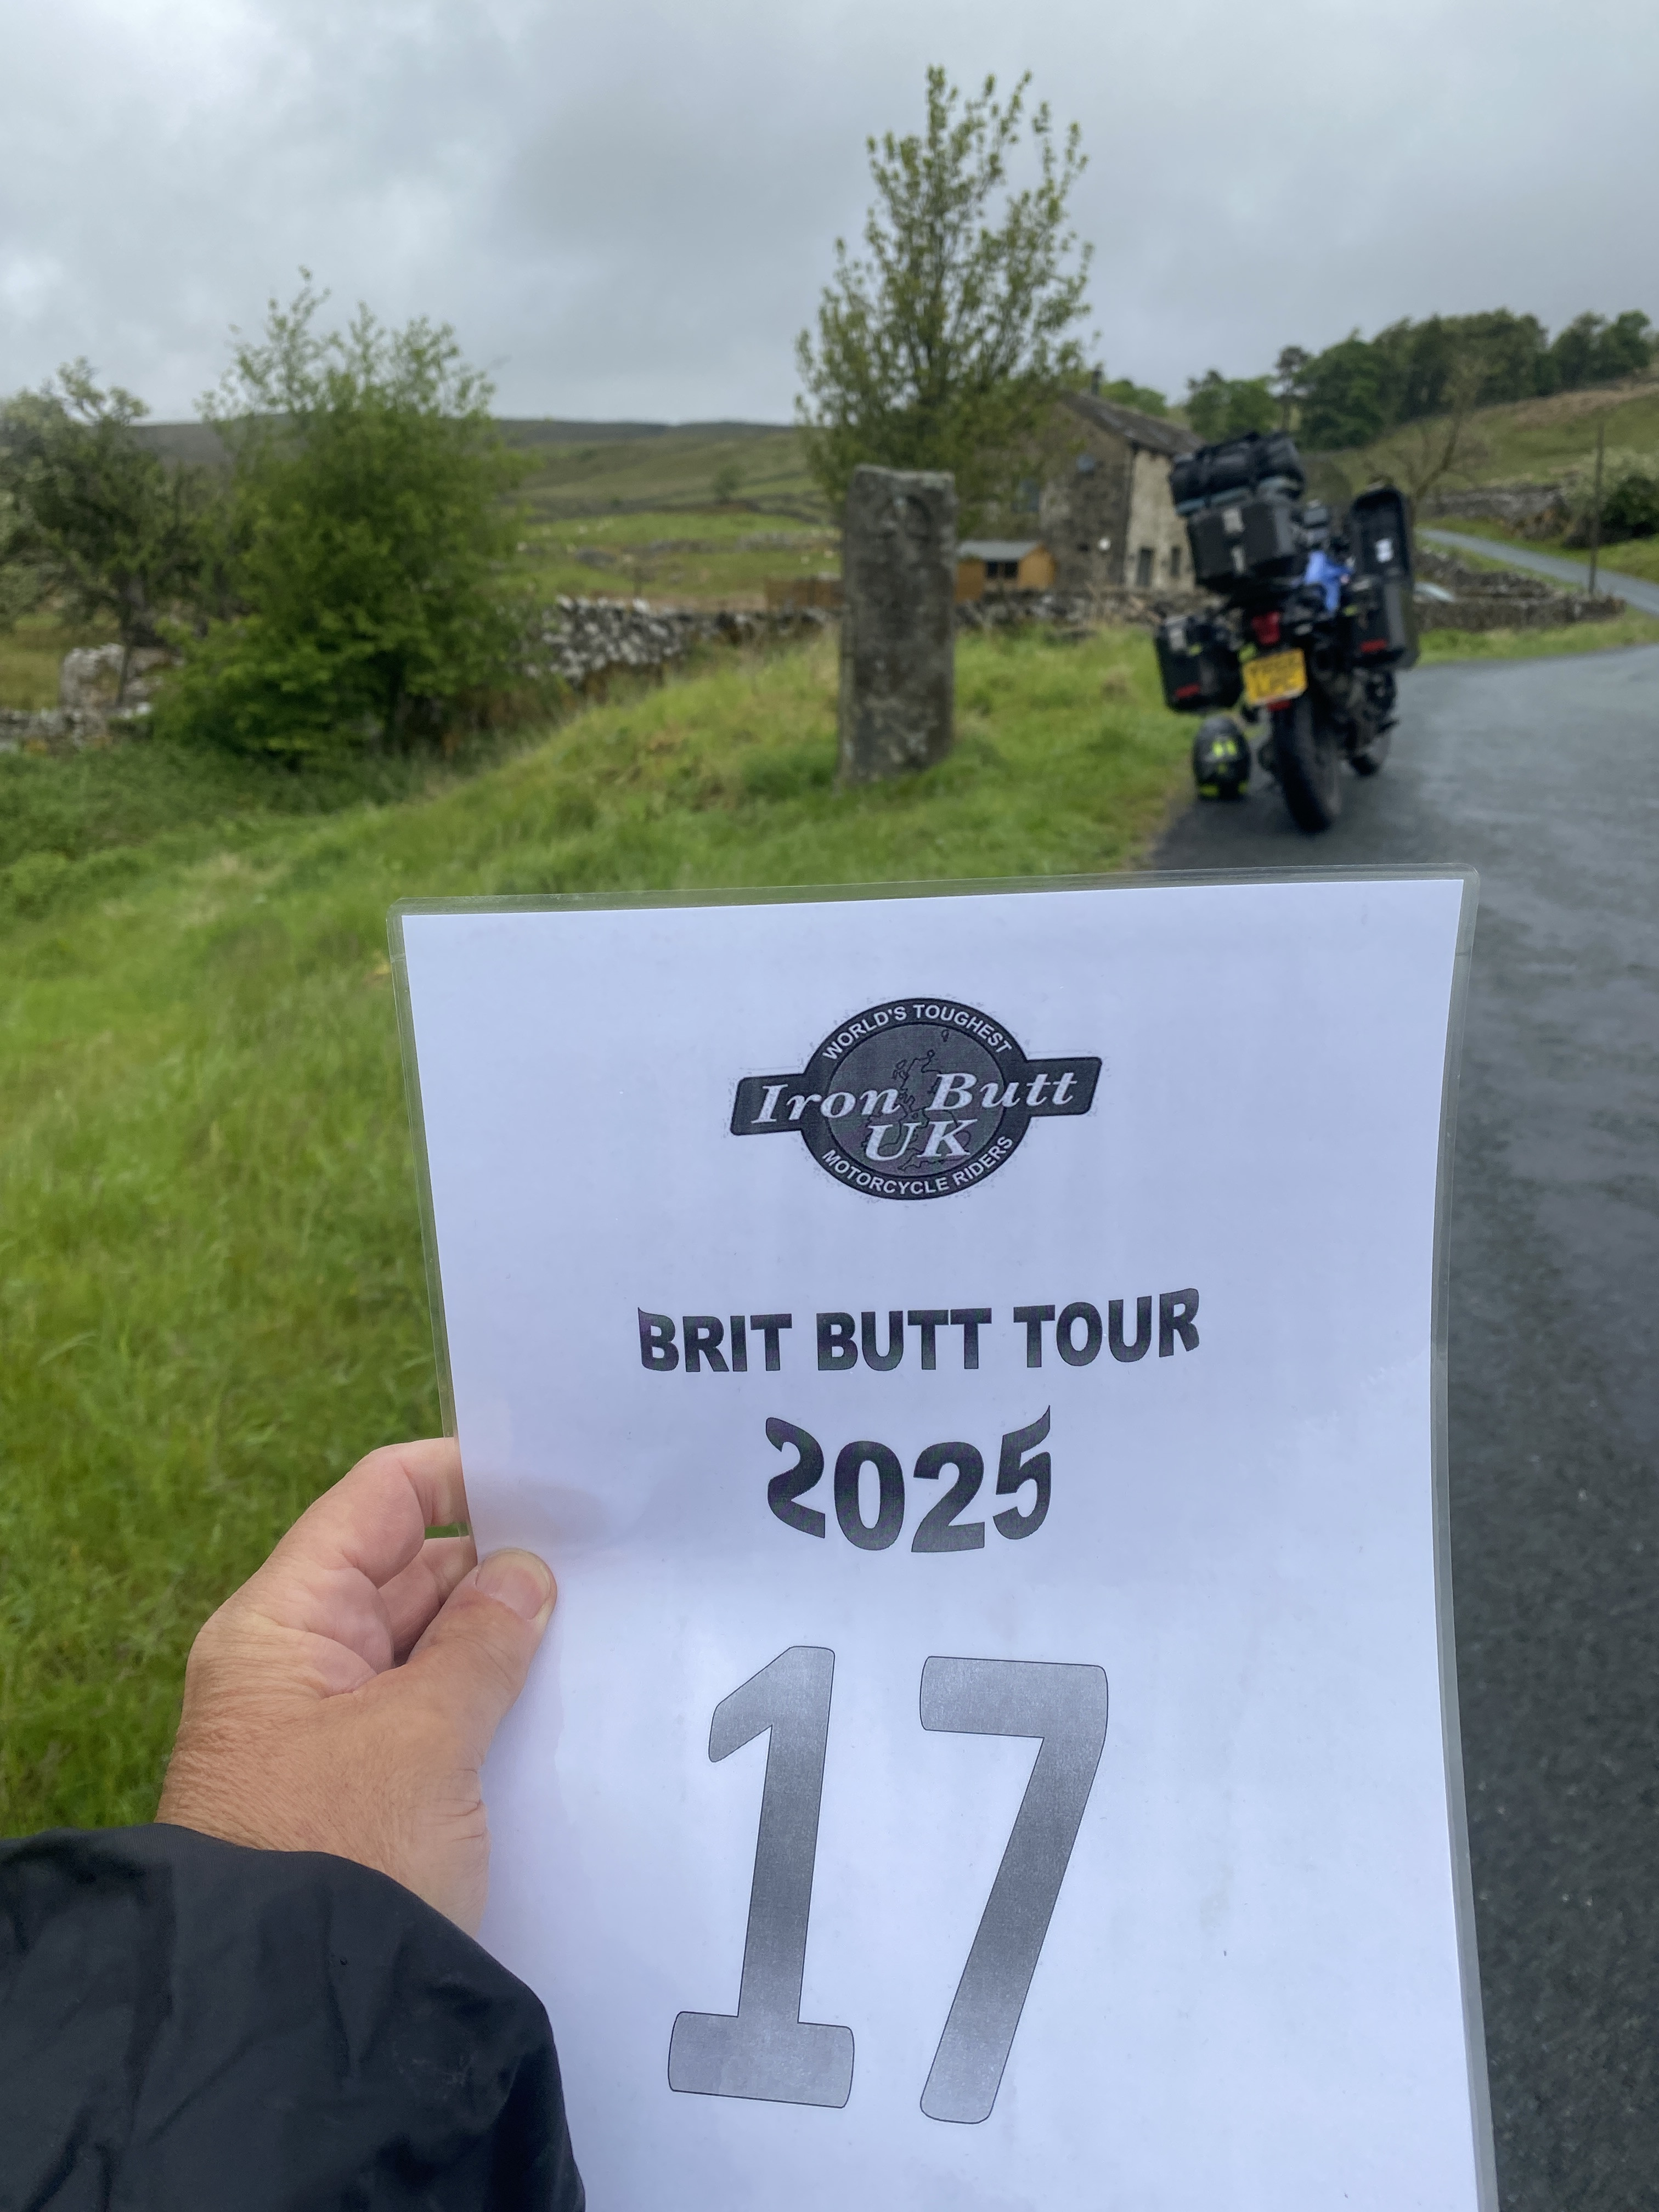 WORLD'S TOUGHEST
Iron Butt
UK
MOTORCYCLE RIDERS
BRIT BUTT TOUR
2025
17